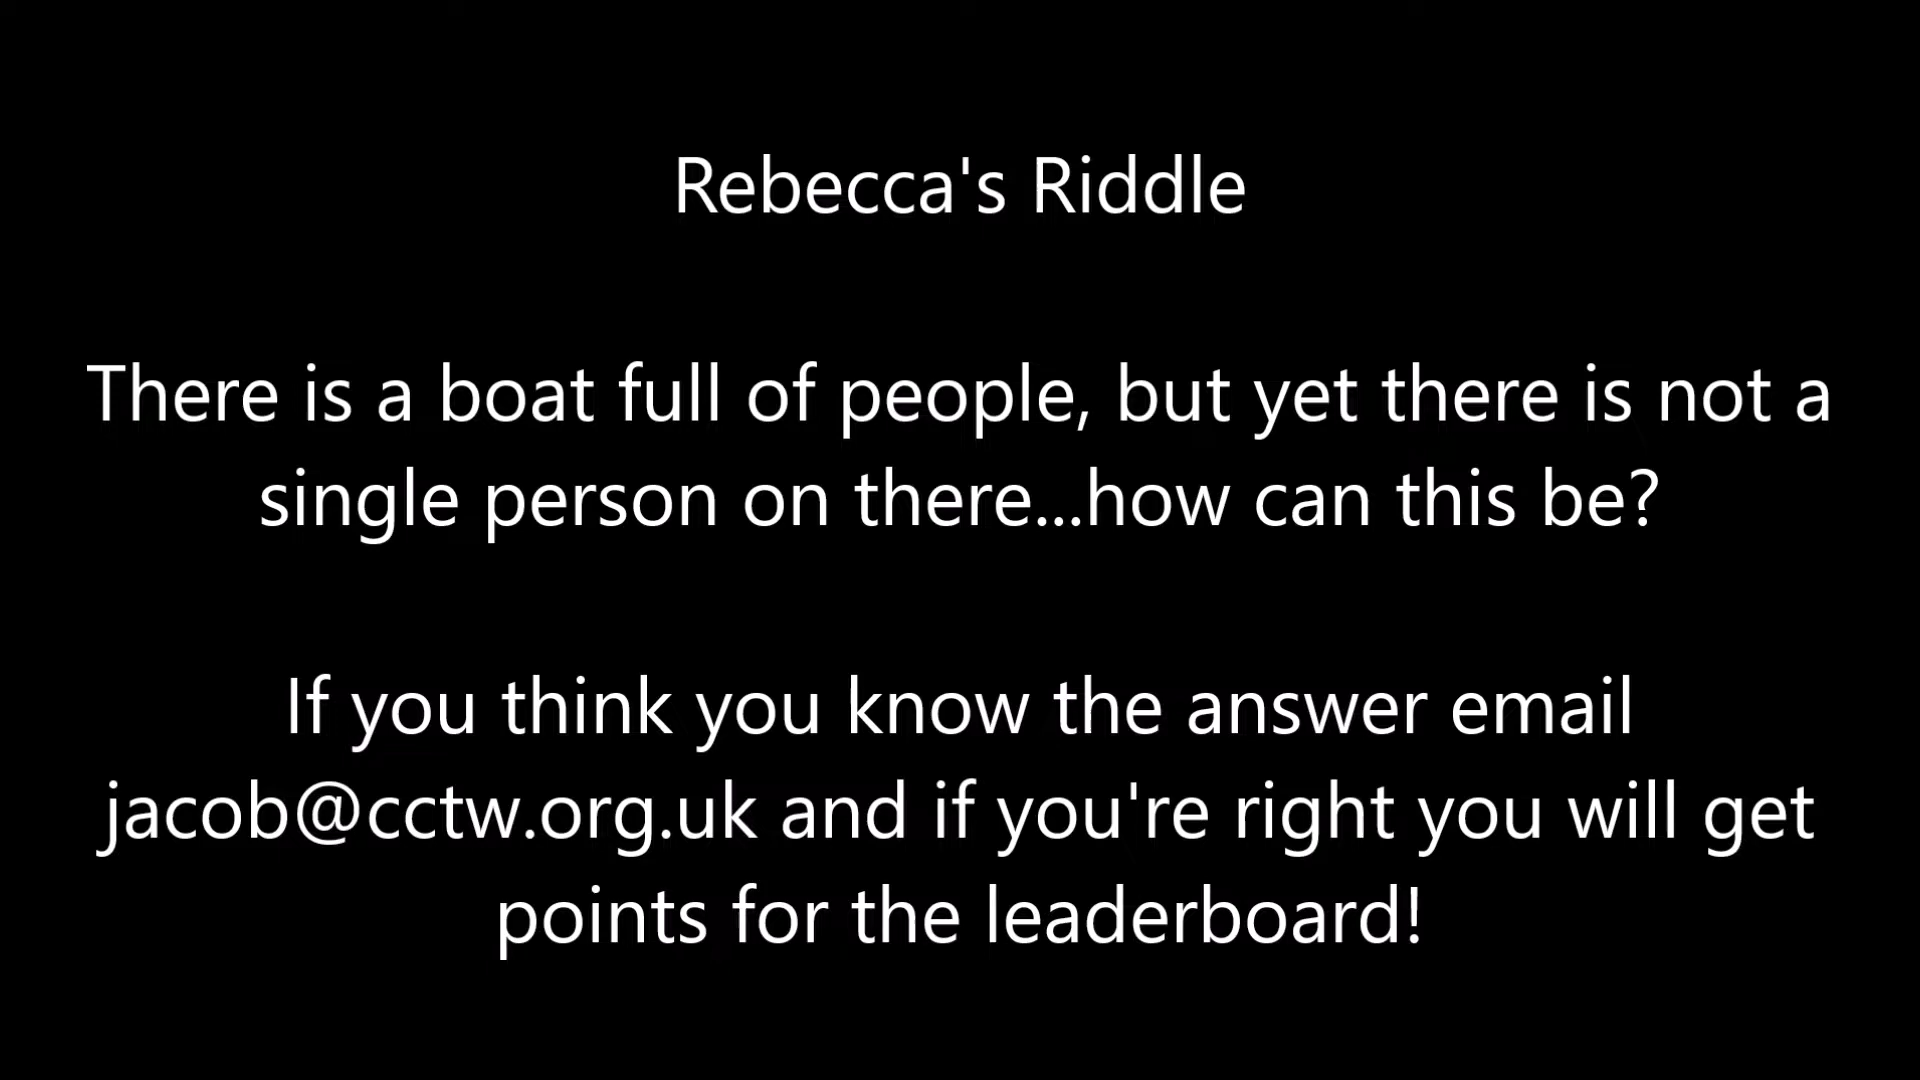 Rebecca's Riddle
There is a boat full of people, but yet there is not a
single person on there...how can this be?
If you think you know the answer email
jacob@cctw.org.uk and if you're right you will get
points for the leaderboard!